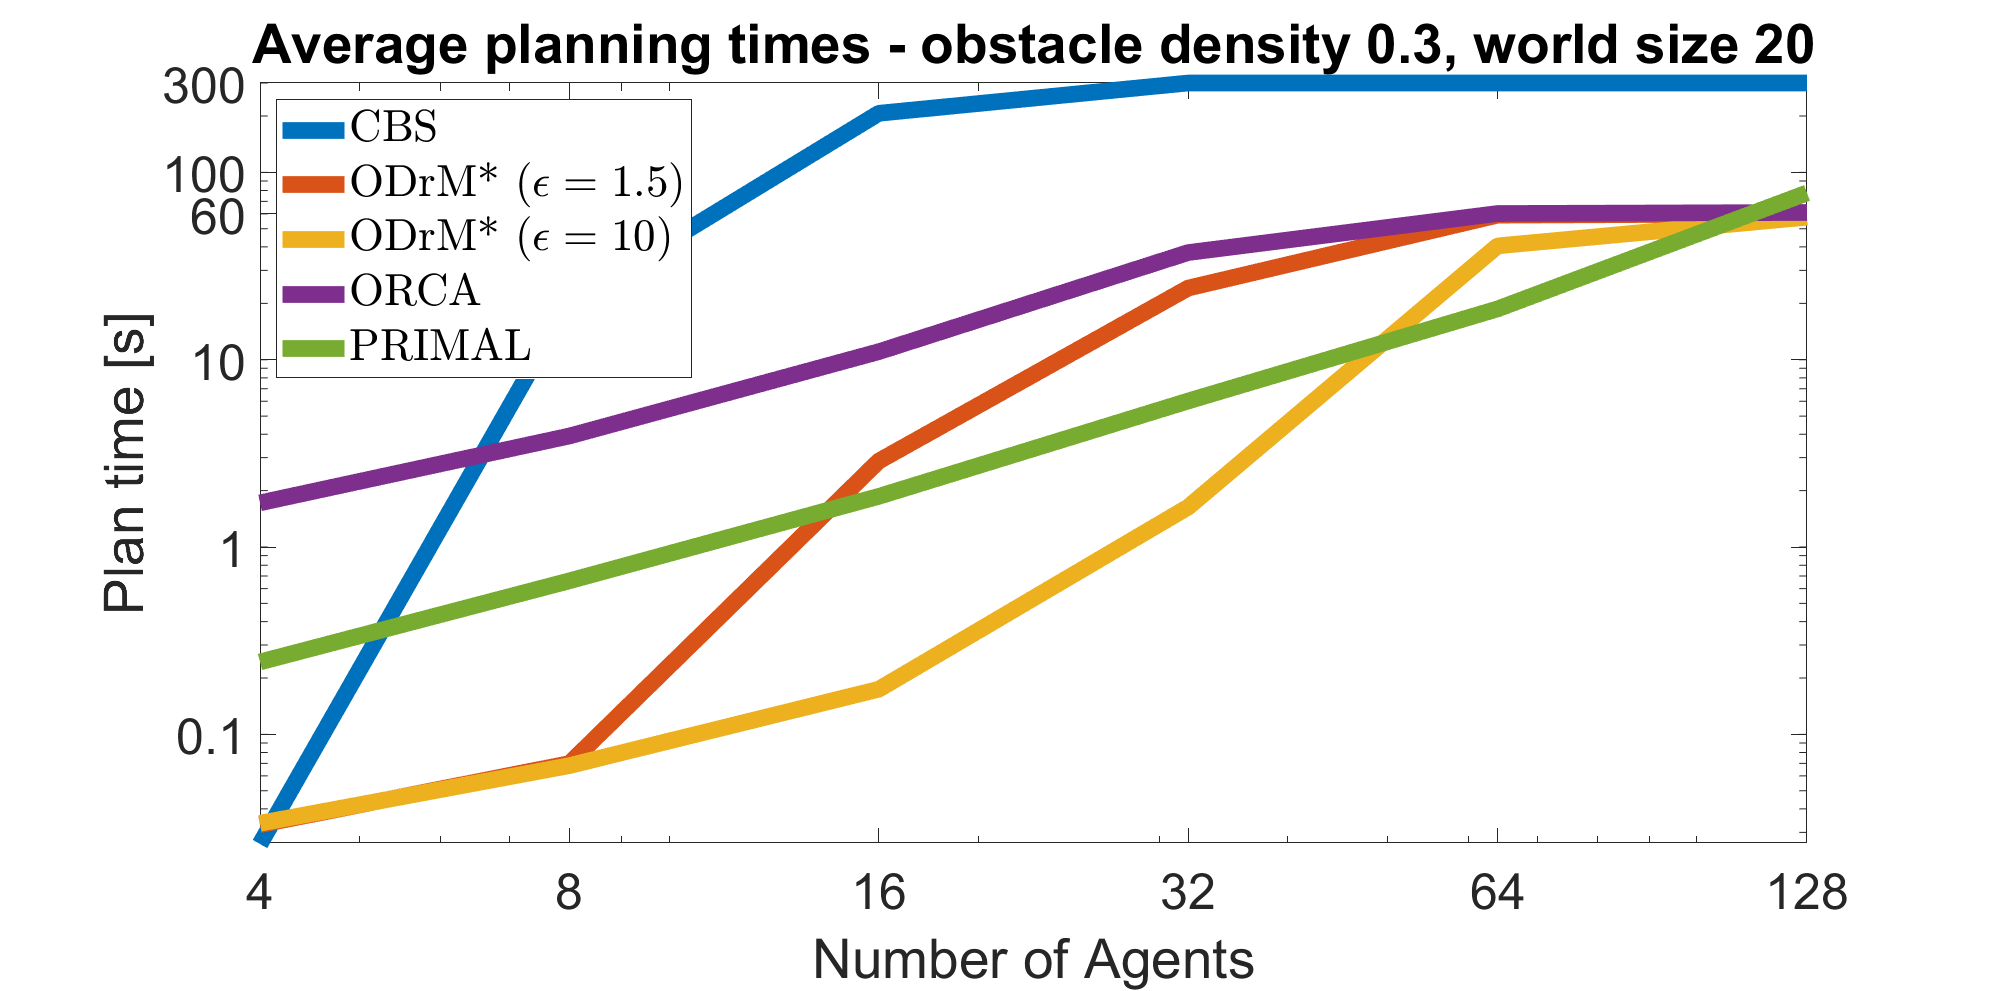 Average planning times - obstacle density 0.3, world size 20
300
100
60
10
1
0.1
Plan time [s]
CBS
ODrM* (ϵ = 1.5)
ODrM* (ϵ = 10)
ORCA
PRIMAL
4 8 16 32 64 128
Number of Agents